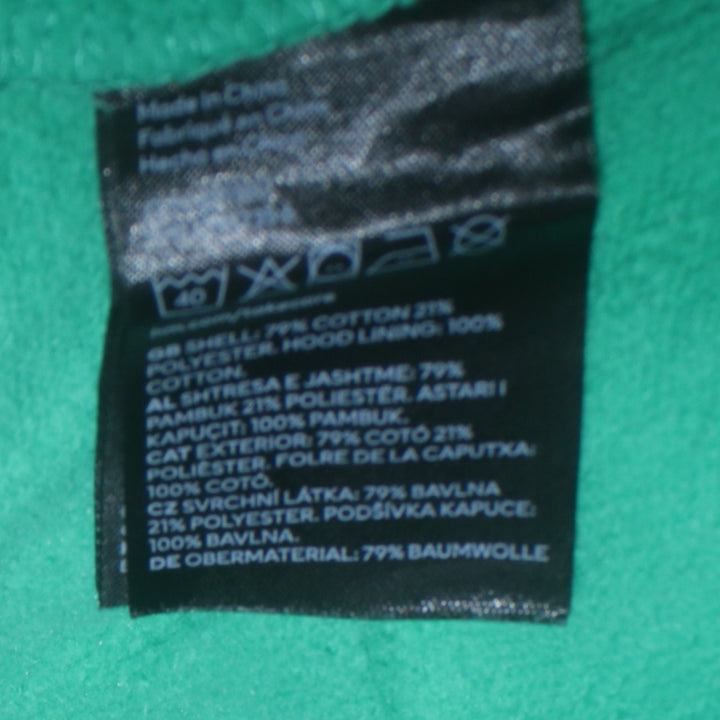 Made in China.
Fabriqué en Chine.
Hecho en China.
40
GB SHELL: 79% COTTON 21%
POLYESTER. HOOD LINING: 100%
COTTON.
AL SHTRESA E JASHTME: 79%
PAMBUK 21% POLIESTËR. ASTARI I
KAPUÇIT: 100% PAMBUK.
CAT EXTERIOR: 79% COTÓ 21%
POLIÈSTER. FOLRE DE LA CAPUTXA:
100% COTÓ.
CZ SVRCHNÍ LÁTKA: 79% BAVLNA
21% POLYESTER. PODŠÍVKA KAPUCE:
100% BAVLNA.
DE OBERMATERIAL: 79% BAUMWOLLE